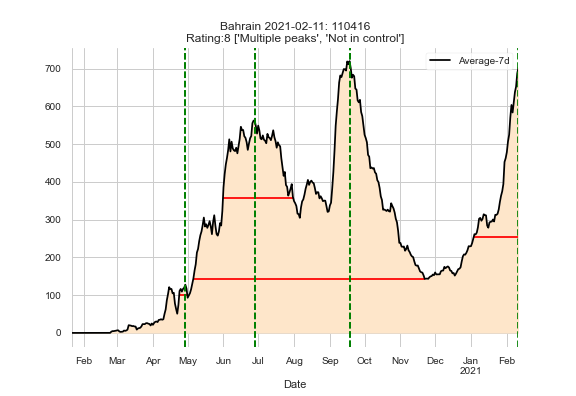 Bahrain 2021-02-11: 110416
Rating:8 ['Multiple peaks', 'Not in control']
Average-7d
700
600
500
400
300
200
100
0
Feb Mar Apr May Jun Jul Aug Sep Oct Nov Dec Jan Feb
2021
Date